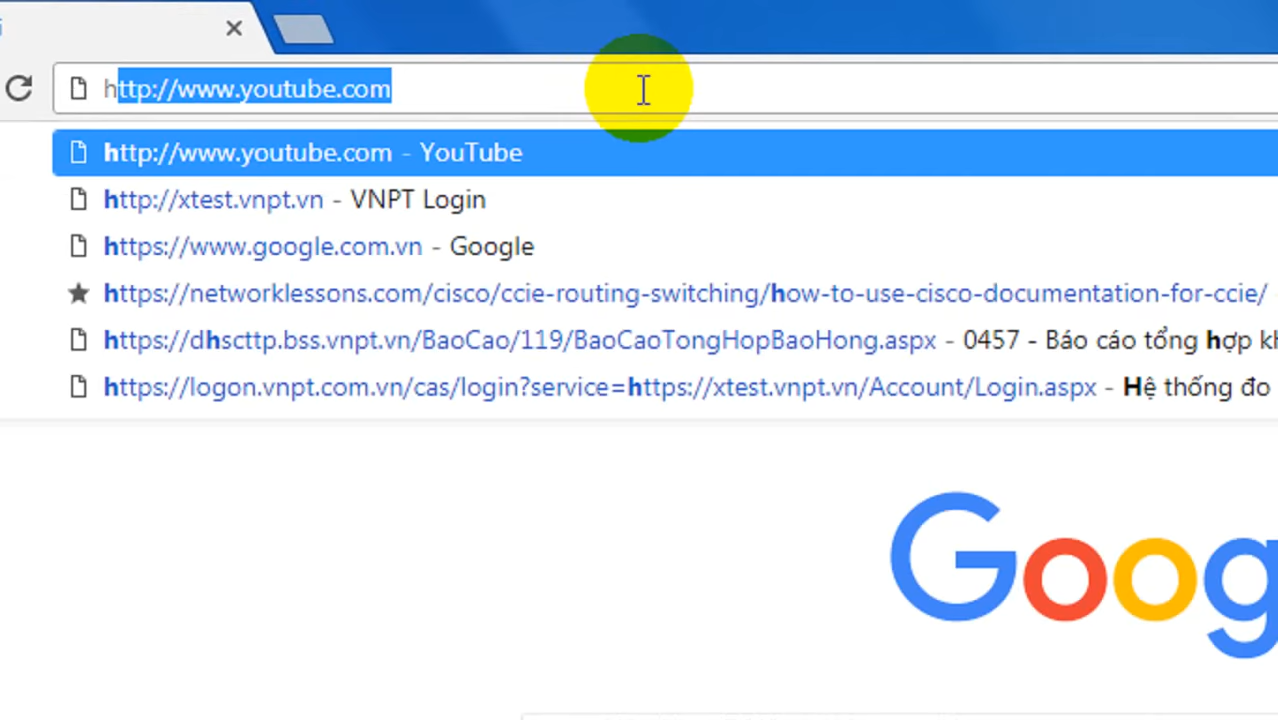 http://www.youtube.com
http://www.youtube.com - YouTube
http://xtest.vnpt.vn - VNPT Login
https://www.google.com.vn - Google
https://networklessons.com/cisco/ccie-routing-switching/how-to-use-cisco-documentation-for-ccie/
https://dhscttp.bss.vnpt.vn/BaoCao/119/BaoCaoTongHopBaoHong.aspx - 0457 - Báo cáo tổng hợp
https://logon.vnpt.com.vn/cas/login?service=https://xtest.vnpt.vn/Account/Login.aspx - Hệ thống đo
Goog